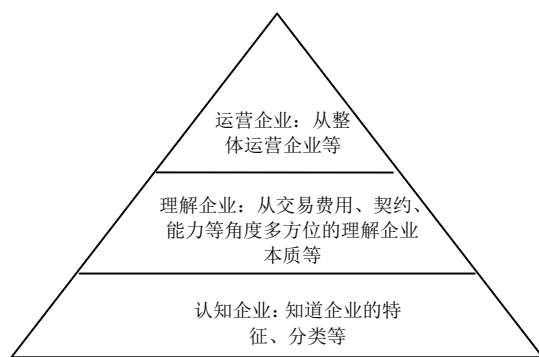 运营企业：从整
体运营企业等
理解企业：从交易费用、契约、
能力等角度多方位的理解企业
本质等
认知企业：知道企业的特
征、分类等